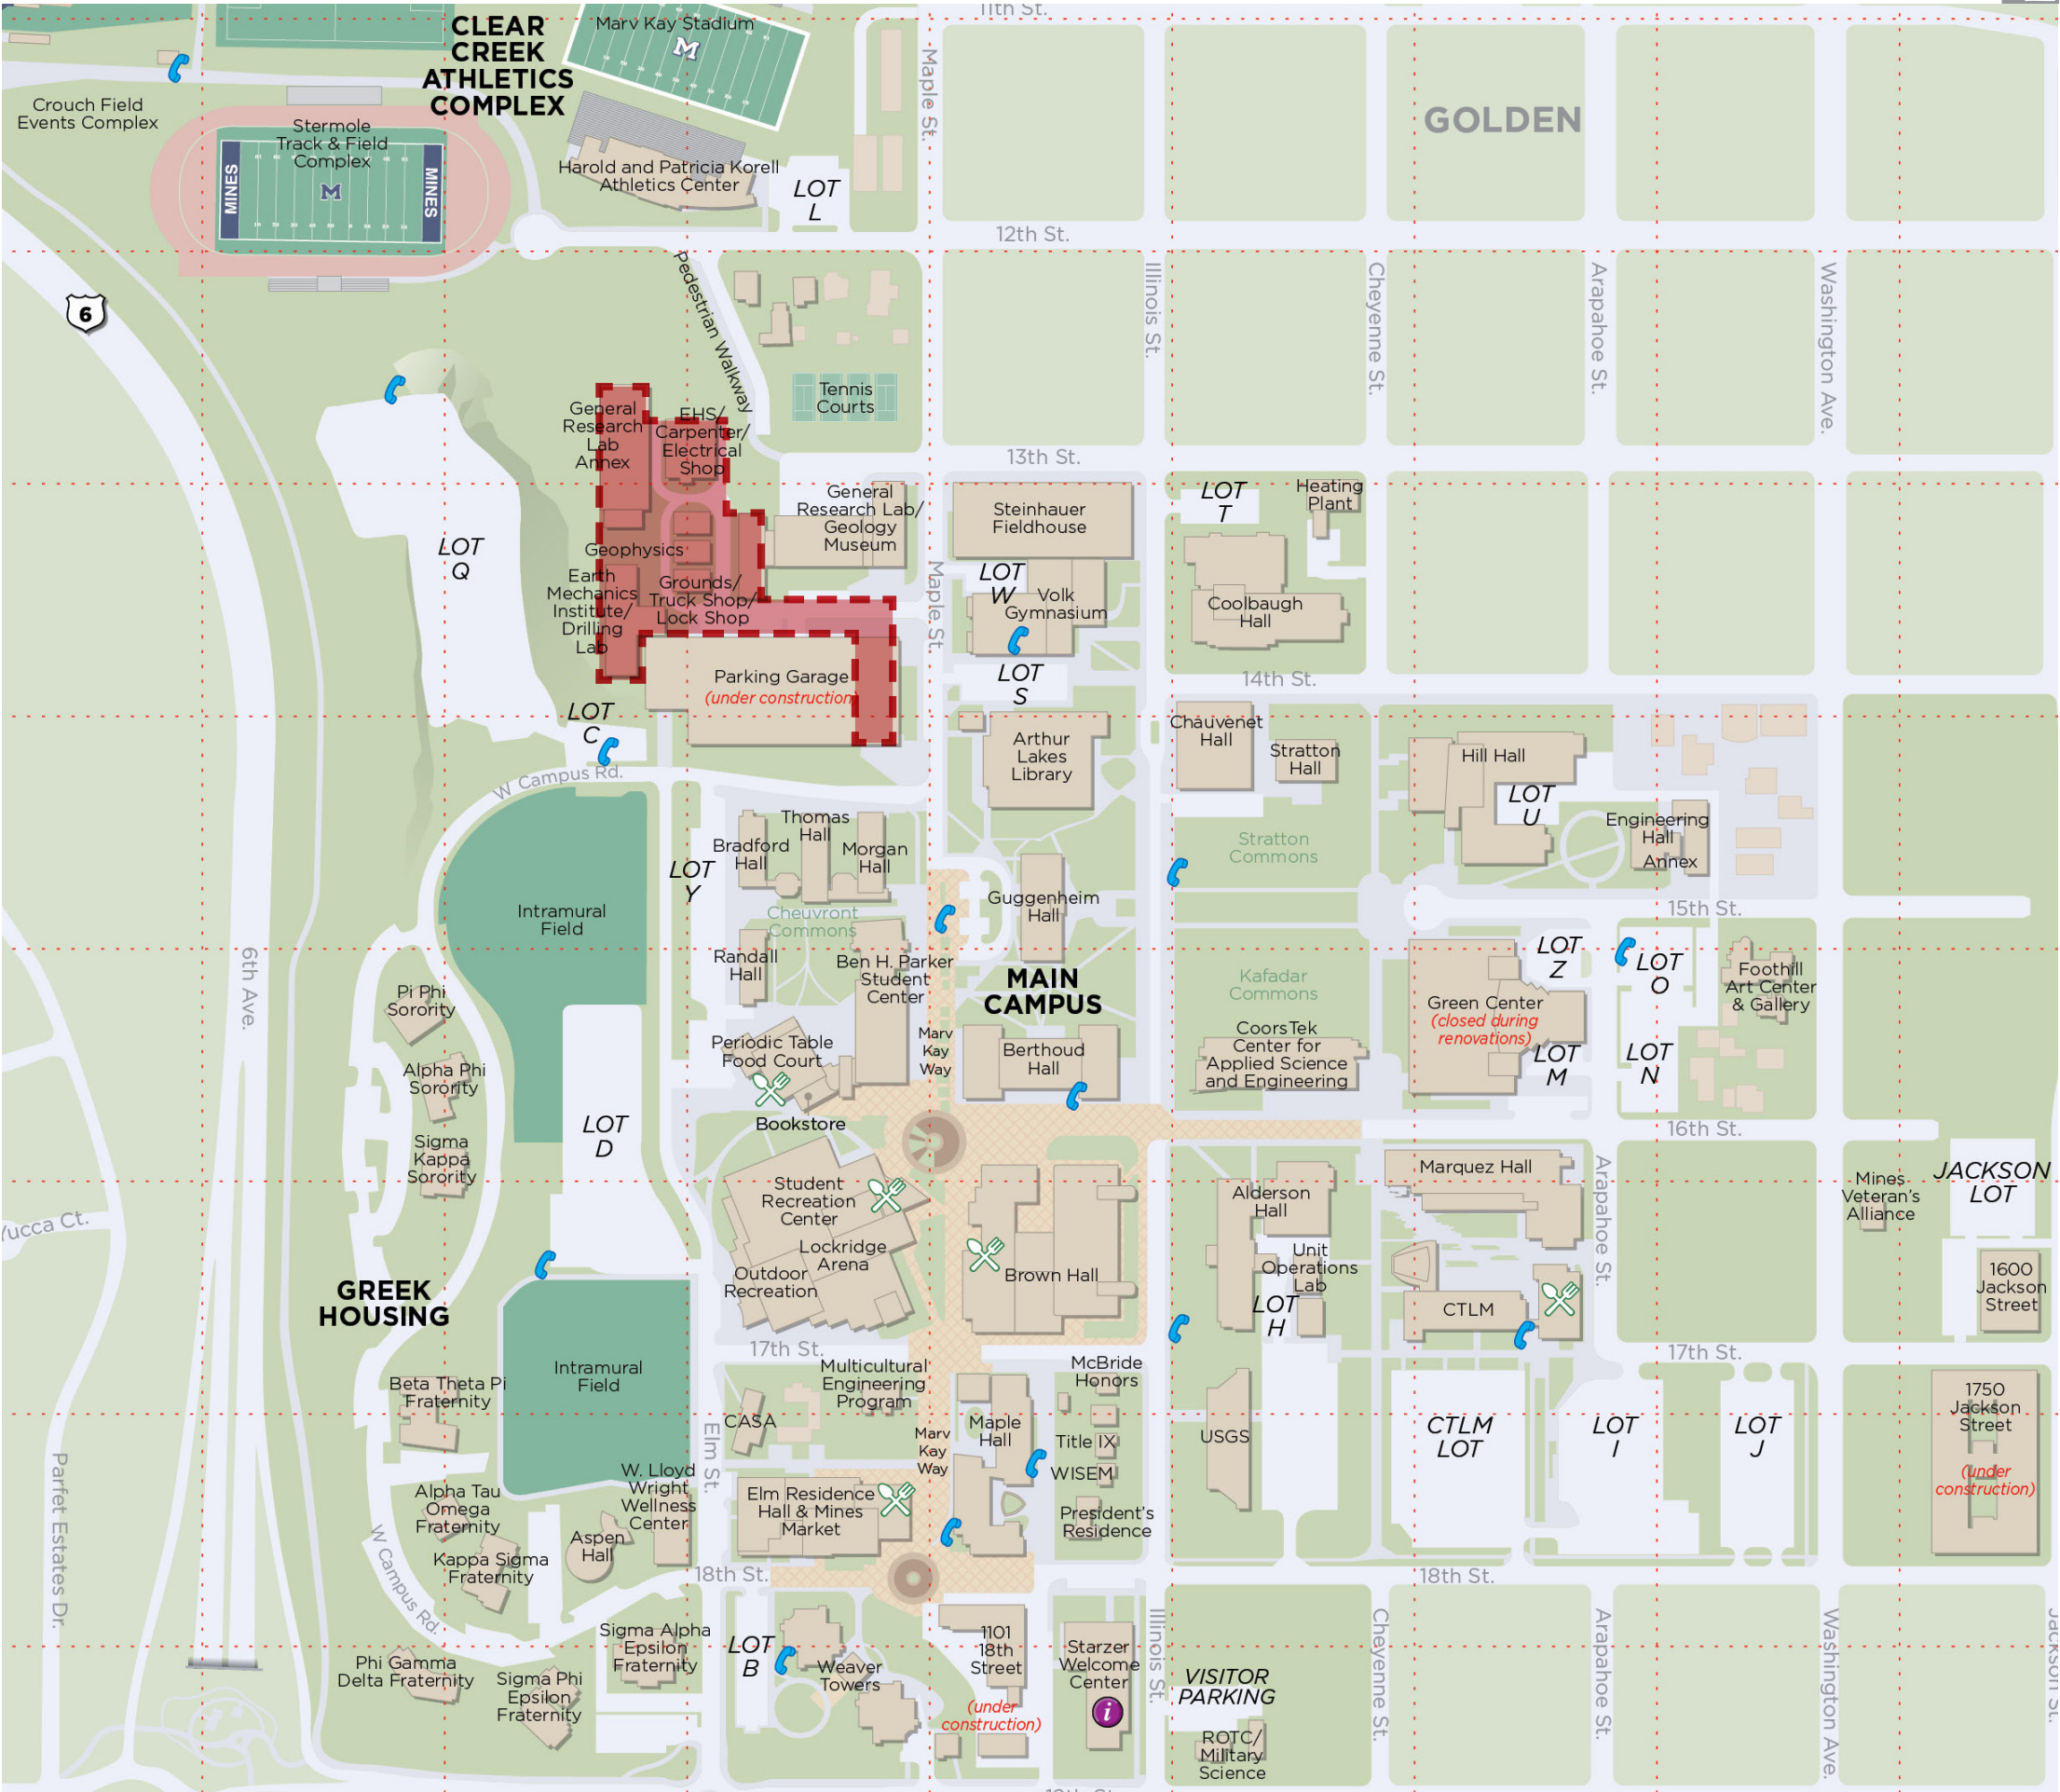 11th St.
CLEAR
CREEK
ATHLETICS
COMPLEX
Marv Kay Stadium
M
Maple St.
GOLDEN
Crouch Field
Events Complex
Stermole
Track & Field
Complex
MINES
M
MINES
Harold and Patricia Korell
Athletics Center
LOT
L
12th St.
6
Pedestrian Walkway
Illinois St.
Cheyenne St.
Arapahoe St.
Washington Ave.
Tennis
Courts
General
Research
Lab
Annex
EHS/
Carpenter/
Electrical
Shop
13th St.
General
Research Lab/
Geology
Museum
Steinhauer
Fieldhouse
LOT
T
Heating
Plant
LOT
Q
Geophysics
Earth
Mechanics
Institute/
Drilling
Lab
Grounds/
Truck Shop/
Lock Shop
Maple St.
LOT
W
Volk
Gymnasium
Coolbaugh
Hall
Parking Garage
(under construction)
LOT
S
14th St.
LOT
C
W Campus Rd.
Arthur
Lakes
Library
Chauvenet
Hall
Stratton
Hall
Hill Hall
LOT
U
Engineering
Hall
Annex
Bradford
Hall
Thomas
Hall
Morgan
Hall
LOT
Y
Stratton
Commons
Intramural
Field
Cheuvront
Commons
Guggenheim
Hall
15th St.
6th Ave.
Randall
Hall
Ben H. Parker
Student
Center
MAIN
CAMPUS
Kafadar
Commons
Green Center
(closed during
renovations)
LOT
Z
LOT
O
Foothill
Art Center
& Gallery
Pi Phi
Sorority
Periodic Table
Food Court
Marv
Kay
Way
Berthoud
Hall
CoorsTek
Center for
Applied Science
and Engineering
LOT
M
LOT
N
Alpha Phi
Sorority
Bookstore
LOT
D
16th St.
Sigma
Kappa
Sorority
Student
Recreation
Center
Lockridge
Arena
Outdoor
Recreation
Brown Hall
Alderson
Hall
Unit
Operations
Lab
LOT
H
Marquez Hall
CTLM
Arapahoe St.
Mines
Veteran's
Alliance
JACKSON
LOT
1600
Jackson
Street
Yucca Ct.
GREEK
HOUSING
17th St.
17th St.
Intramural
Field
Beta Theta Pi
Fraternity
Multicultural
Engineering
Program
McBride
Honors
CASA
Elm St.
Marv
Kay
Way
Maple
Hall
Title IX
WISEM
President's
Residence
USGS
CTLM
LOT
LOT
I
LOT
J
1750
Jackson
Street
(under
construction)
Parfet Estates Dr.
Alpha Tau
Omega
Fraternity
W. Lloyd
Wright
Wellness
Center
Elm Residence
Hall & Mines
Market
Aspen
Hall
Kappa Sigma
Fraternity
W Campus Rd.
18th St.
18th St.
Sigma Alpha
Epsilon
Fraternity
LOT
B
Weaver
Towers
1101
18th
Street
(under
construction)
Starzer
Welcome
Center
i
Illinois St.
VISITOR
PARKING
ROTC/
Military
Science
Cheyenne St.
Arapahoe St.
Washington Ave.
Jackson St.
Phi Gamma
Delta Fraternity
Sigma Phi
Epsilon
Fraternity